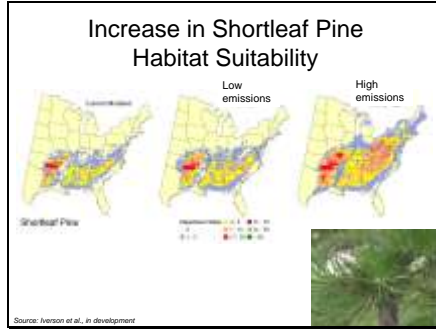 Increase in Shortleaf Pine
Habitat Suitability
Low
emissions
High
emissions
Shortleaf Pine
Source: Iverson et al., in development